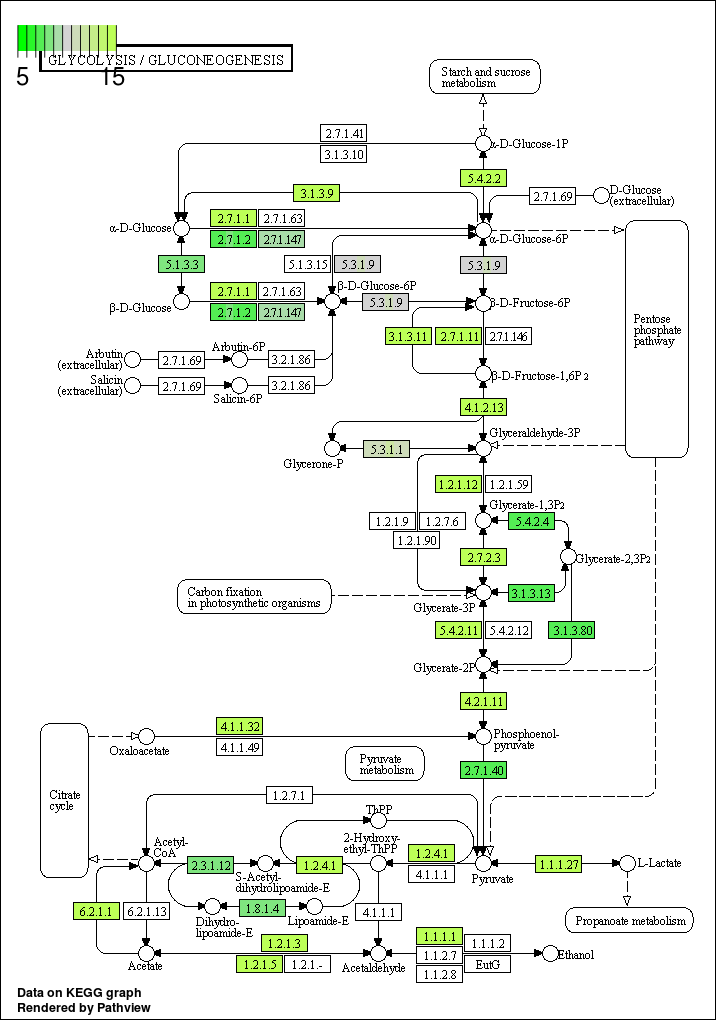 GLYCOLYSIS / GLUCONEOGENESIS
5 15
Starch and sucrose
metabolism
2.7.1.41
3.1.3.10
α-D-Glucose-1P
5.4.2.2
3.1.3.9
2.7.1.69
D-Glucose
(extracellular)
α-D-Glucose
2.7.1.1
2.7.1.63
2.7.1.2
2.7.1.147
α-D-Glucose-6P
5.1.3.3
5.3.1.15
5.3.1.9
5.3.1.9
β-D-Glucose
2.7.1.1
2.7.1.63
2.7.1.2
2.7.1.147
β-D-Glucose-6P
5.3.1.9
β-D-Fructose-6P
Pentose
phosphate
pathway
3.1.3.11
2.7.1.11
2.7.1.146
Arbutin
(extracellular)
2.7.1.69
Arbutin-6P
3.2.1.86
Salicin
(extracellular)
2.7.1.69
Salicin-6P
3.2.1.86
β-D-Fructose-1,6P2
4.1.2.13
Glyceraldehyde-3P
Glycerone-P
5.3.1.1
1.2.1.12
1.2.1.59
Glycerate-1,3P2
1.2.1.9
1.2.7.6
1.2.1.90
5.4.2.4
2.7.2.3
Glycerate-2,3P2
Carbon fixation
in photosynthetic organisms
3.1.3.13
Glycerate-3P
5.4.2.11
5.4.2.12
3.1.3.80
Glycerate-2P
4.2.1.11
Oxaloacetate
4.1.1.32
4.1.1.49
Phosphoenol-
pyruvate
Pyruvate
metabolism
2.7.1.40
Citrate
cycle
1.2.7.1
ThPP
Acetyl-
CoA
2.3.1.12
S-Acetyl-
dihydrolipoamide-E
1.2.4.1
2-Hydroxy-
ethyl-ThPP
1.2.4.1
4.1.1.1
Pyruvate
1.1.1.27
L-Lactate
6.2.1.1
6.2.1.13
Dihydro-
lipoamide-E
1.8.1.4
Lipoamide-E
4.1.1.1
Propanoate metabolism
Acetate
1.2.1.3
1.2.1.5
1.2.1.-
Acetaldehyde
1.1.1.1
1.1.1.2
1.1.2.7
EutG
1.1.2.8
Ethanol
Data on KEGG graph
Rendered by Pathview